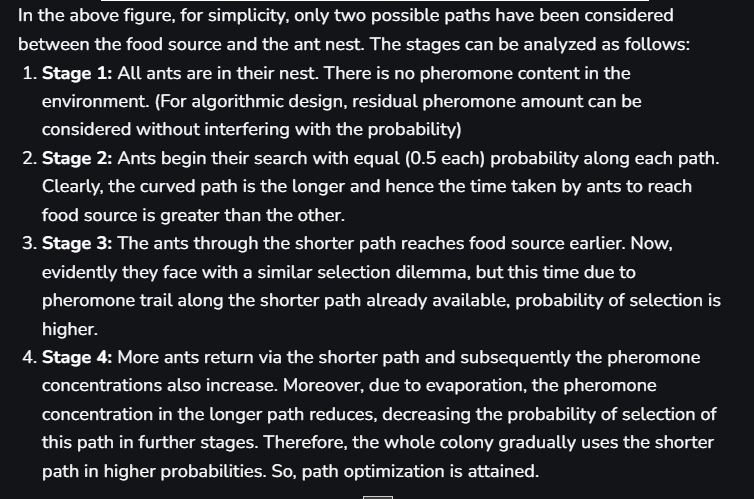 In the above figure, for simplicity, only two possible paths have been considered
between the food source and the ant nest. The stages can be analyzed as follows:
1. Stage 1: All ants are in their nest. There is no pheromone content in the
environment. (For algorithmic design, residual pheromone amount can be
considered without interfering with the probability)
2. Stage 2: Ants begin their search with equal (0.5 each) probability along each path.
Clearly, the curved path is the longer and hence the time taken by ants to reach
food source is greater than the other.
3. Stage 3: The ants through the shorter path reaches food source earlier. Now,
evidently they face with a similar selection dilemma, but this time due to
pheromone trail along the shorter path already available, probability of selection is
higher.
4. Stage 4: More ants return via the shorter path and subsequently the pheromone
concentrations also increase. Moreover, due to evaporation, the pheromone
concentration in the longer path reduces, decreasing the probability of selection of
this path in further stages. Therefore, the whole colony gradually uses the shorter
path in higher probabilities. So, path optimization is attained.